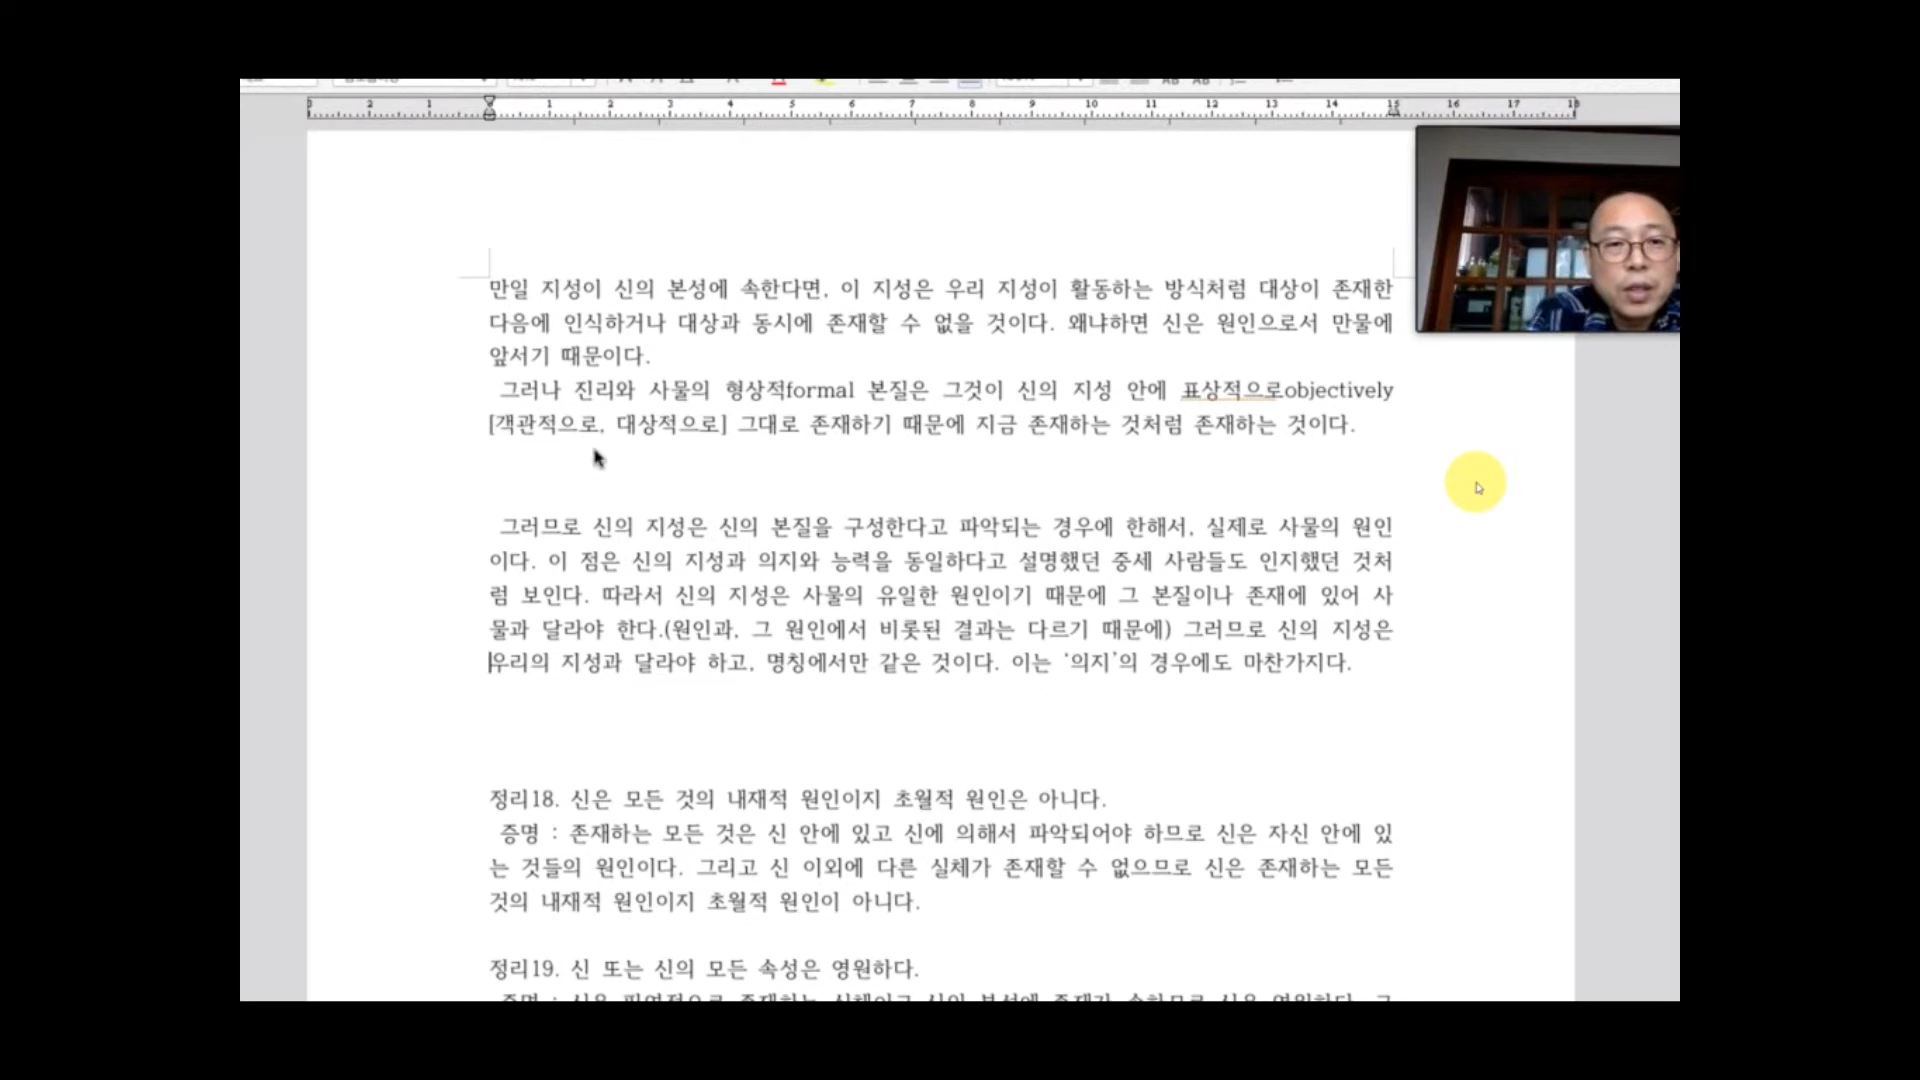 3 2 1 1 2 3 4 5 6 7 8 9 10 11 12 13 14 15 16 17 18
만일 지성이 신의 본성에 속한다면, 이 지성은 우리 지성이 활동하는 방식처럼 대상이 존재한
다음에 인식하거나 대상과 동시에 존재할 수 없을 것이다. 왜냐하면 신은 원인으로서 만물에
앞서기 때문이다.
그러나 진리와 사물의 형상적formal 본질은 그것이 신의 지성 안에 표상적으로objectively
[객관적으로, 대상적으로] 그대로 존재하기 때문에 지금 존재하는 것처럼 존재하는 것이다.
그러므로 신의 지성은 신의 본질을 구성한다고 파악되는 경우에 한해서, 실제로 사물의 원인
이다. 이 점은 신의 지성과 의지와 능력을 동일하다고 설명했던 중세 사람들도 인지했던 것처
럼 보인다. 따라서 신의 지성은 사물의 유일한 원인이기 때문에 그 본질이나 존재에 있어 사
물과 달라야 한다.(원인과, 그 원인에서 비롯된 결과는 다르기 때문에) 그러므로 신의 지성은
우리의 지성과 달라야 하고, 명칭에서만 같은 것이다. 이는 ‘의지’의 경우에도 마찬가지다.
정리18. 신은 모든 것의 내재적 원인이지 초월적 원인은 아니다.
증명 : 존재하는 모든 것은 신 안에 있고 신에 의해서 파악되어야 하므로 신은 자신 안에 있
는 것들의 원인이다. 그리고 신 이외에 다른 실체가 존재할 수 없으므로 신은 존재하는 모든
것의 내재적 원인이지 초월적 원인이 아니다.
정리19. 신 또는 신의 모든 속성은 영원하다.